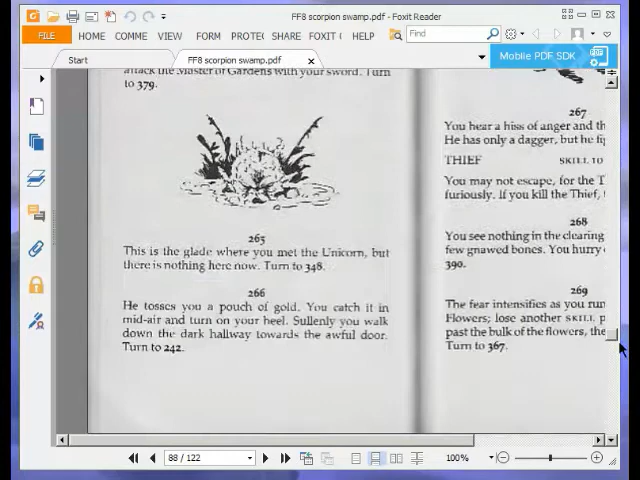 FF8 scorpion swamp.pdf - Foxit Reader
FILE HOME COMME VIEW FORM PROTE SHARE FOXIT C HELP Find
Start FF8 scorpion swamp.pdf x Mobile PDF SDK
attack the Master of Gardens with your sword. Turn
to 379.
265
This is the glade where you met the Unicorn, but
there is nothing here now. Turn to 348.
266
He tosses you a pouch of gold. You catch it in
mid-air and turn on your heel. Sullenly you walk
down the dark hallway towards the awful door.
Turn to 242.
267
You hear a hiss of anger and th
He has only a dagger, but he fig
THIEF SKILL 10
You may not escape, for the T
furiously. If you kill the Thief,
268
You see nothing in the clearing
few gnawed bones. You hurry
390.
269
The fear intensifies as you run
Flowers; lose another SKILL p
past the bulk of the flowers, the
Turn to 367.
88 / 122 100%